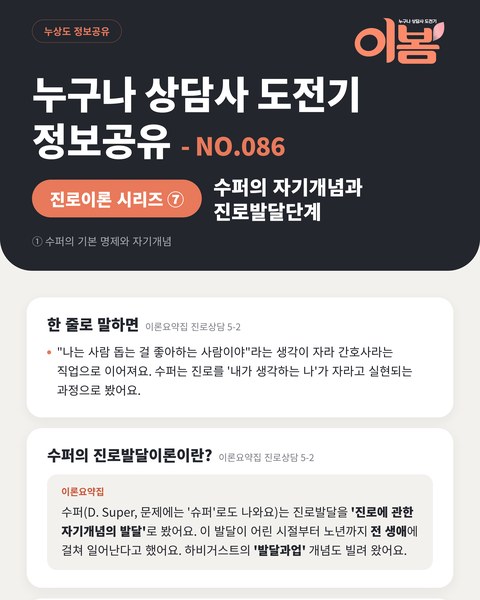 누상도 정보공유
누구나 상담사 도전기
이봄
누구나 상담사 도전기
정보공유 - NO.086
진로이론 시리즈 ⑦
수퍼의 자기개념과
진로발달단계
① 수퍼의 기본 명제와 자기개념
한 줄로 말하면 이론요약집 진로상담 5-2
• "나는 사람 돕는 걸 좋아하는 사람이야"라는 생각이 자라 간호사라는
직업으로 이어져요. 수퍼는 진로를 '내가 생각하는 나'가 자라고 실현되는
과정으로 봤어요.
수퍼의 진로발달이론이란? 이론요약집 진로상담 5-2
이론요약집
수퍼(D. Super, 문제에는 '슈퍼'로도 나와요)는 진로발달을 '진로에 관한
자기개념의 발달'로 봤어요. 이 발달이 어린 시절부터 노년까지 전 생애에
걸쳐 일어난다고 했어요. 하비거스트의 '발달과업' 개념도 빌려 왔어요.